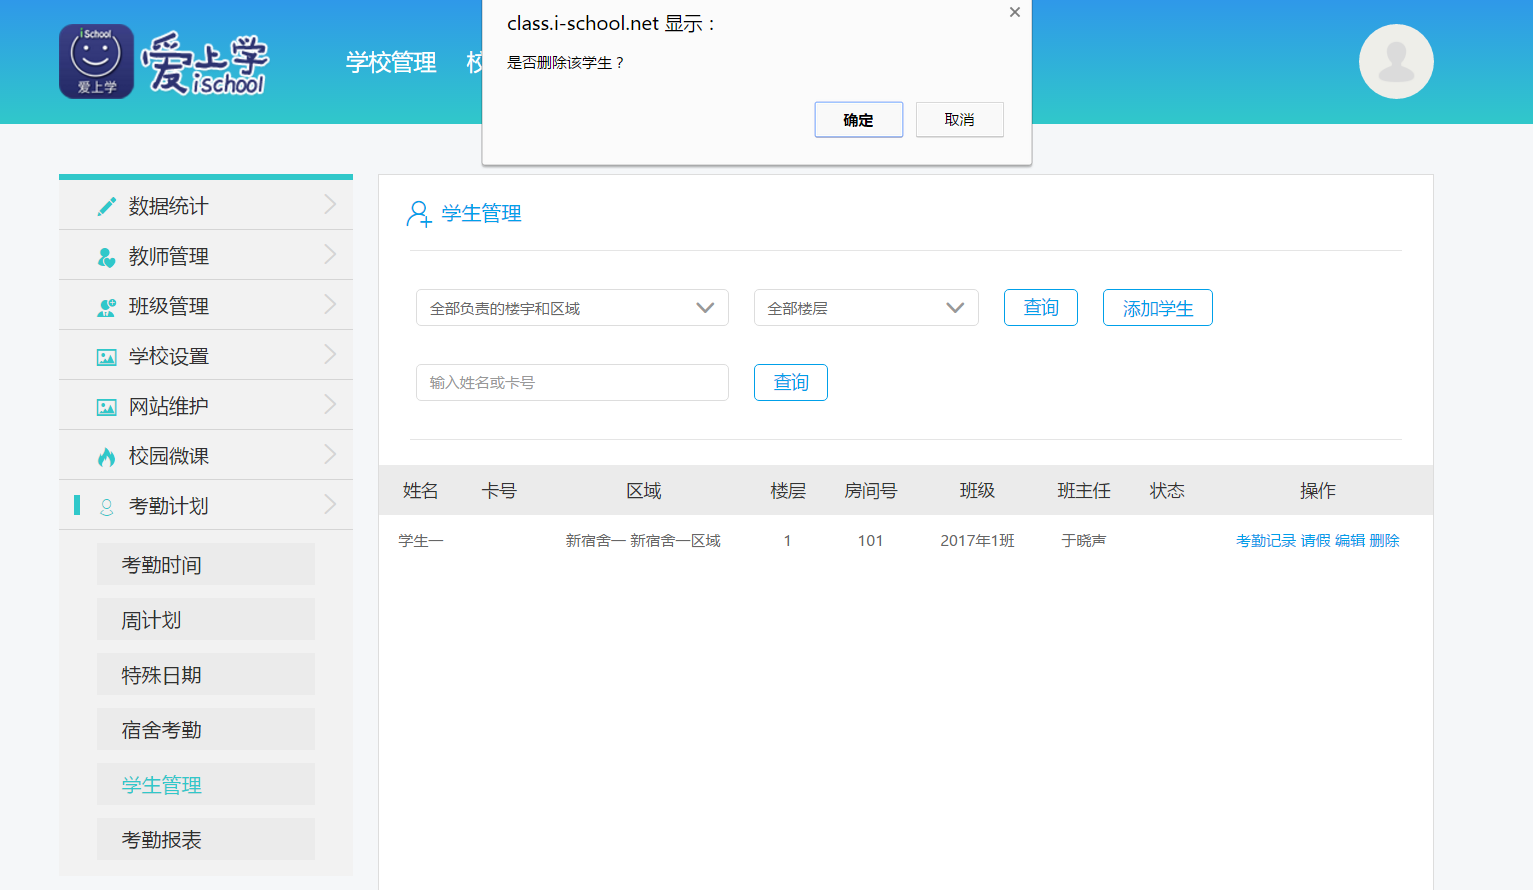 class.i-school.net 显示：
是否删除该学生？
确定
取消
iSchool
爱上学
爱上学
ischool
学校管理
数据统计
教师管理
班级管理
学校设置
网站维护
校园微课
考勤计划
考勤时间
周计划
特殊日期
宿舍考勤
学生管理
考勤报表
学生管理
全部负责的楼宇和区域 全部楼层 查询 添加学生
输入姓名或卡号 查询
姓名 卡号 区域 楼层 房间号 班级 班主任 状态 操作
学生一 新宿舍一 新宿舍一区域 1 101 2017年1班 于晓声 考勤记录 请假 编辑 删除